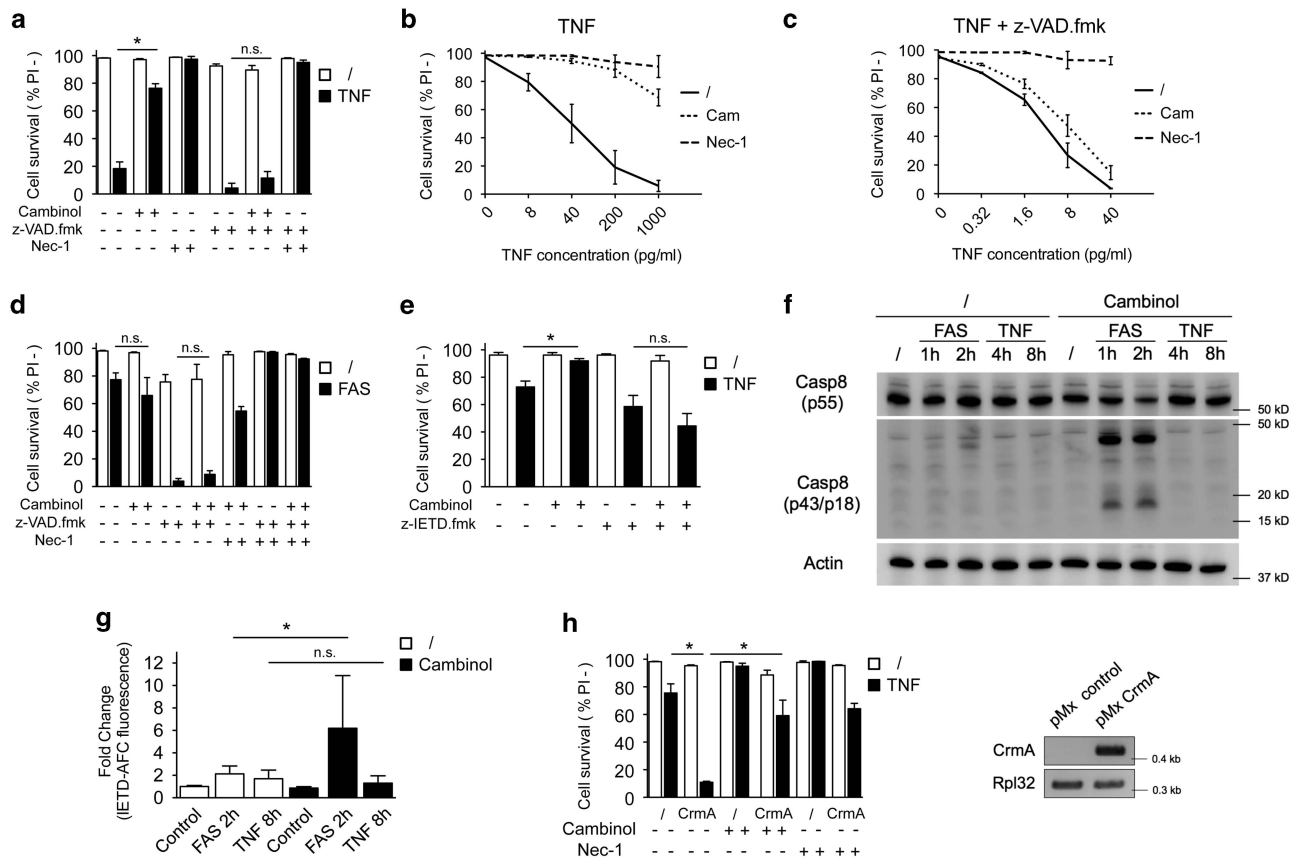 a
Cell survival ( % PI - )
100
80
60
40
20
0
*
n.s.
/
TNF
Cambinol - - + + - - - - + + - -
z-VAD.fmk - - - - - - + + + + + +
Nec-1 - - - - + + - - - - + +
b
TNF
Cell survival ( % PI - )
100
80
60
40
20
0
0 8 40 200 1000
TNF concentration (pg/ml)
/
Cam
Nec-1
c
TNF + z-VAD.fmk
Cell survival ( % PI - )
100
80
60
40
20
0
0 0.32 1.6 8 40
TNF concentration (pg/ml)
/
Cam
Nec-1
d
Cell survival ( % PI - )
100
80
60
40
20
0
n.s.
n.s.
/
FAS
Cambinol - - + + - - + + + + - - + +
z-VAD.fmk - - - - + + + + - - + + + +
Nec-1 - - - - - - - - + + + + + +
e
Cell survival ( % PI - )
100
80
60
40
20
0
*
n.s.
/
TNF
Cambinol - - + + - - + +
z-IETD.fmk - - - - + + + +
f
/ Cambinol
FAS TNF FAS TNF
/ 1h 2h 4h 8h / 1h 2h 4h 8h
Casp8
(p55)
50 kD
50 kD
Casp8
(p43/p18)
20 kD
15 kD
Actin
37 kD
g
Fold Change
(IETD-AFC fluorescence)
12
10
8
6
4
2
0
*
n.s.
/
Cambinol
Control FAS 2h TNF 8h Control FAS 2h TNF 8h
h
Cell survival ( % PI - )
100
80
60
40
20
0
*
*
/
TNF
/ CrmA / CrmA / CrmA
Cambinol - - - - + + + + - - - -
Nec-1 - - - - - - - - + + + +
pMx control
pMx CrmA
CrmA
0.4 kb
Rpl32
0.3 kb